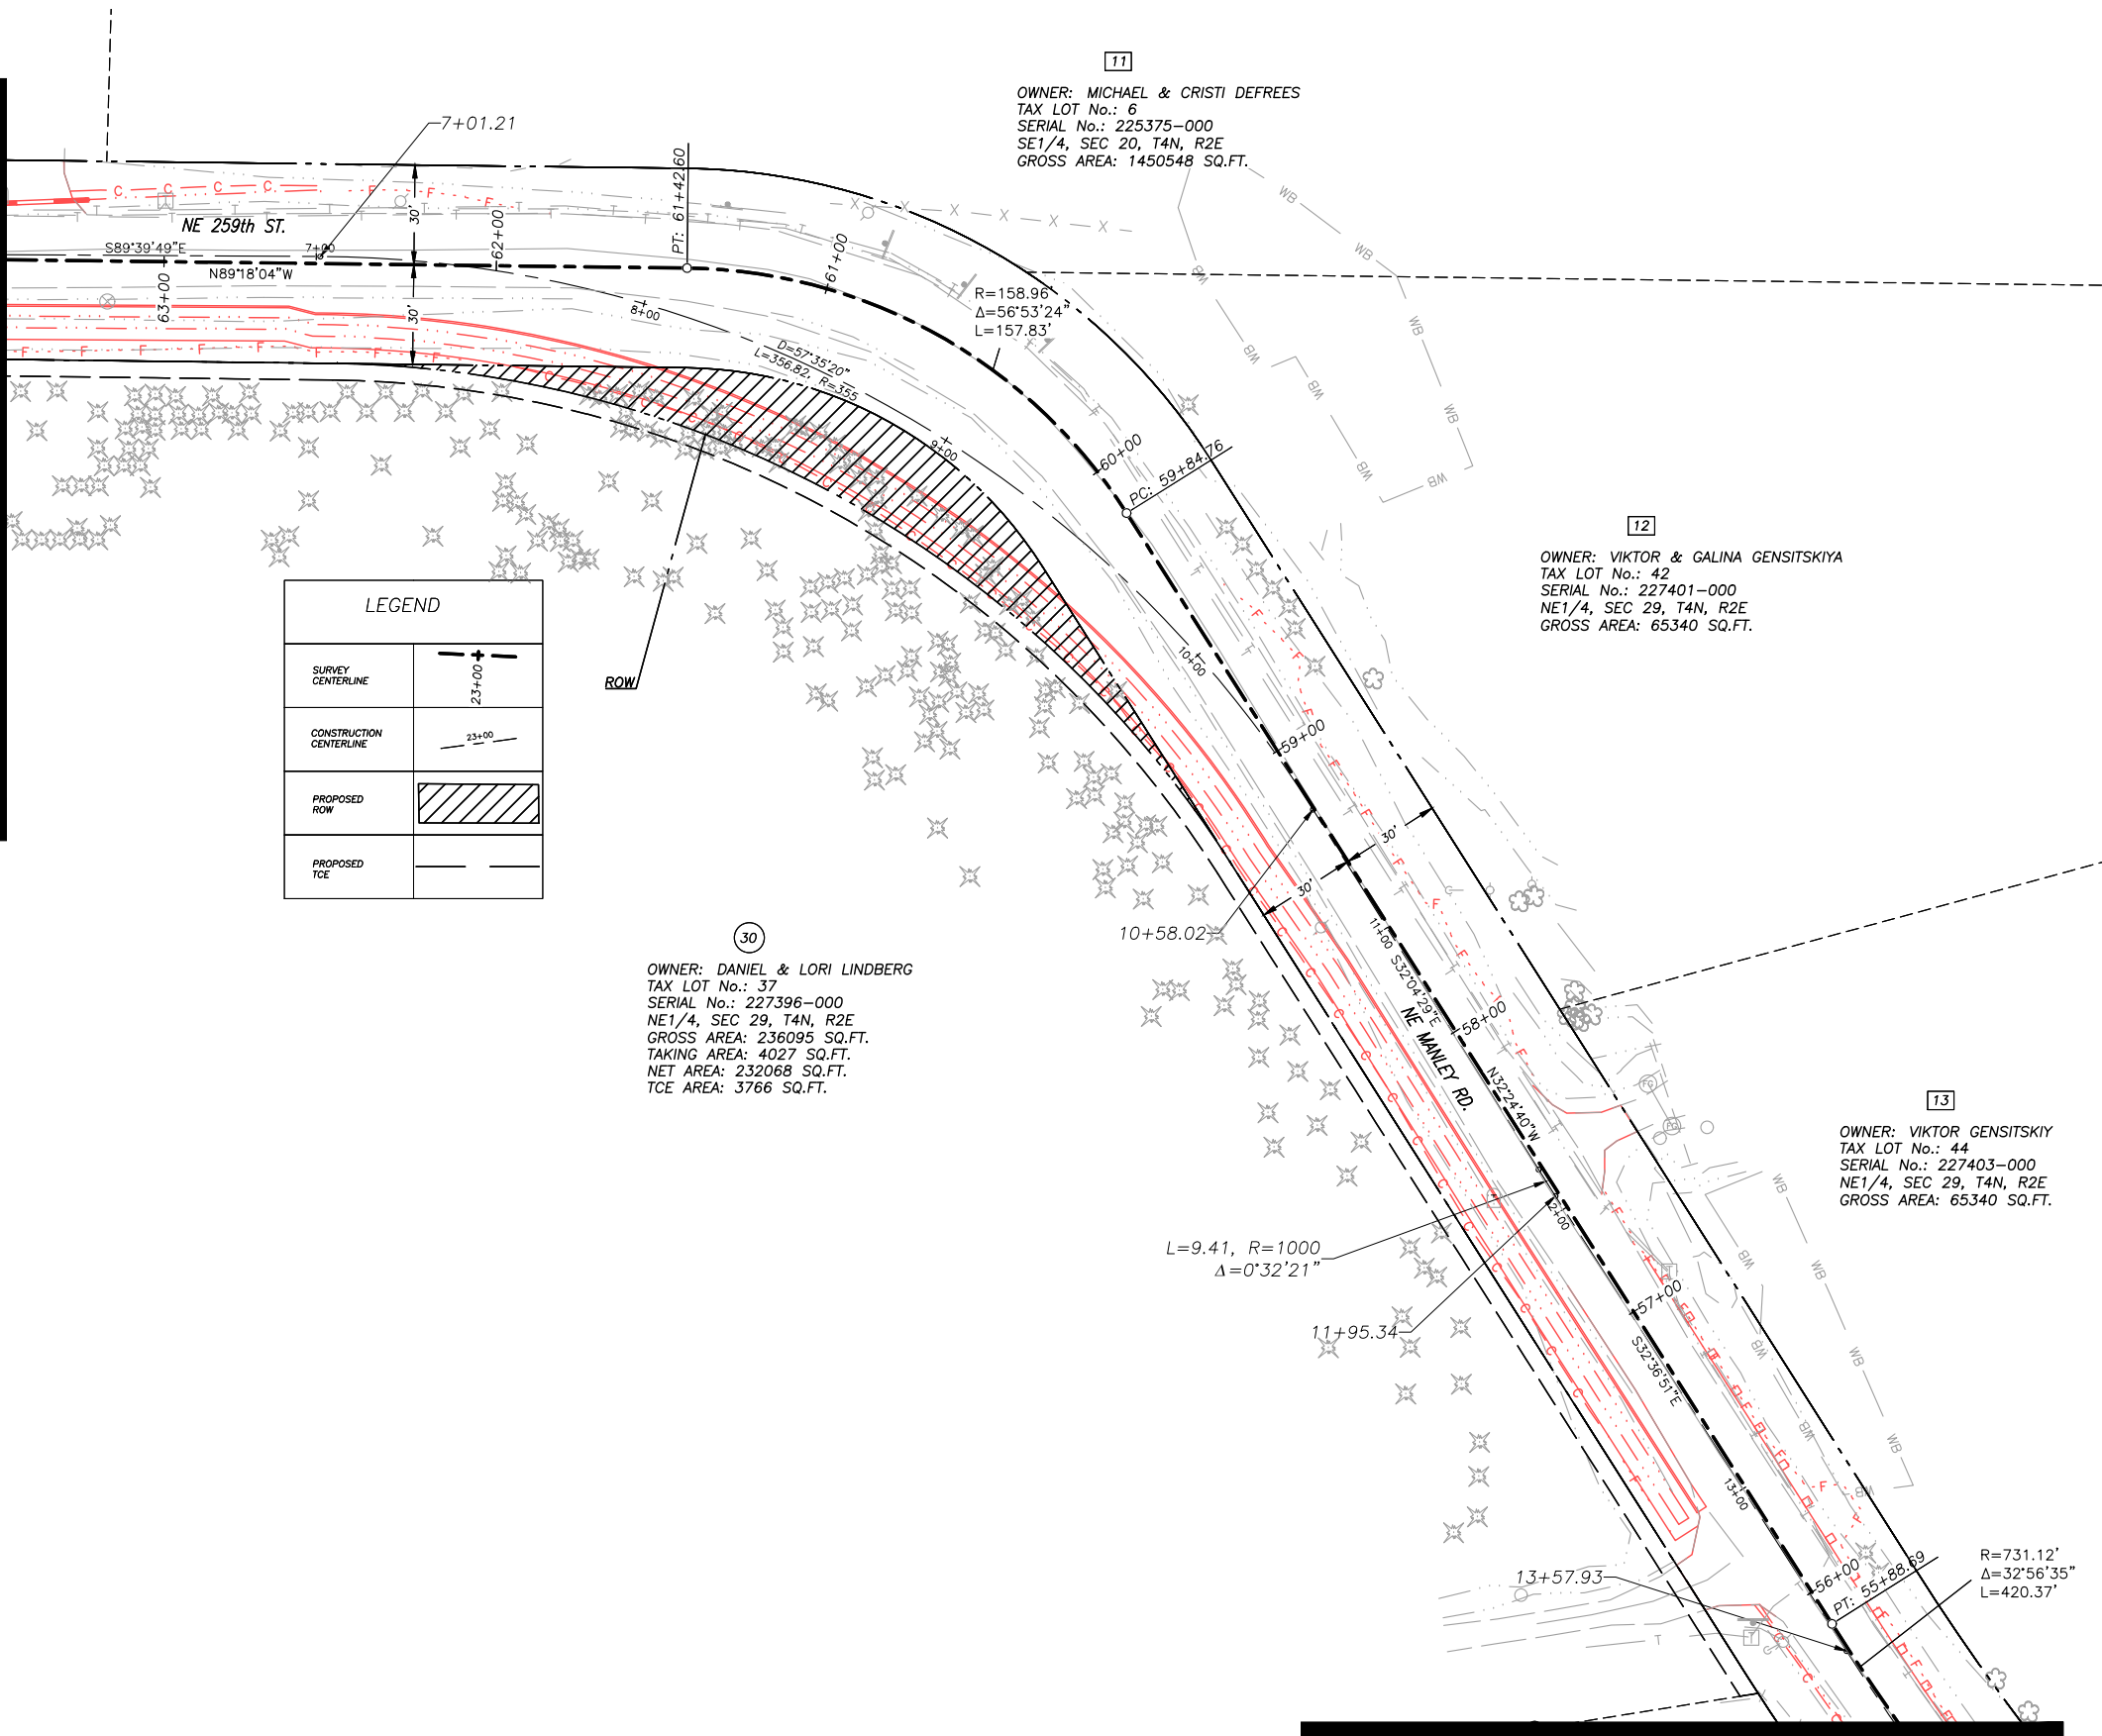 11
OWNER: MICHAEL & CRISTI DEFREES
TAX LOT No.: 6
SERIAL No.: 225375-000
SE1/4, SEC 20, T4N, R2E
GROSS AREA: 1450548 SQ.FT.
7+01.21
PT: 61+42.60
NE 259th ST.
S89°39'49"E
7+00
N89°18'04"W
63+00
62+00
30'
30'
61+00
8+00
R=158.96'
Δ=56°53'24"
L=157.83'
D=57°35'20"
L=356.82, R=355
9+00
60+00
PC: 59+84.76
12
OWNER: VIKTOR & GALINA GENSITSKIYA
TAX LOT No.: 42
SERIAL No.: 227401-000
NE1/4, SEC 29, T4N, R2E
GROSS AREA: 65340 SQ.FT.
LEGEND
SURVEY
CENTERLINE
23+00
CONSTRUCTION
CENTERLINE
23+00
PROPOSED
ROW
PROPOSED
TCE
ROW
10+00
59+00
30'
30'
10+58.02
11+00
S32°04'29"E
58+00
NE MANLEY RD.
N32°24'40"W
30
OWNER: DANIEL & LORI LINDBERG
TAX LOT No.: 37
SERIAL No.: 227396-000
NE1/4, SEC 29, T4N, R2E
GROSS AREA: 236095 SQ.FT.
TAKING AREA: 4027 SQ.FT.
NET AREA: 232068 SQ.FT.
TCE AREA: 3766 SQ.FT.
13
OWNER: VIKTOR GENSITSKIY
TAX LOT No.: 44
SERIAL No.: 227403-000
NE1/4, SEC 29, T4N, R2E
GROSS AREA: 65340 SQ.FT.
L=9.41, R=1000
Δ=0°32'21"
12+00
11+95.34
57+00
S32°36'51"E
13+00
13+57.93
56+00
PT: 55+88.69
R=731.12'
Δ=32°56'35"
L=420.37'